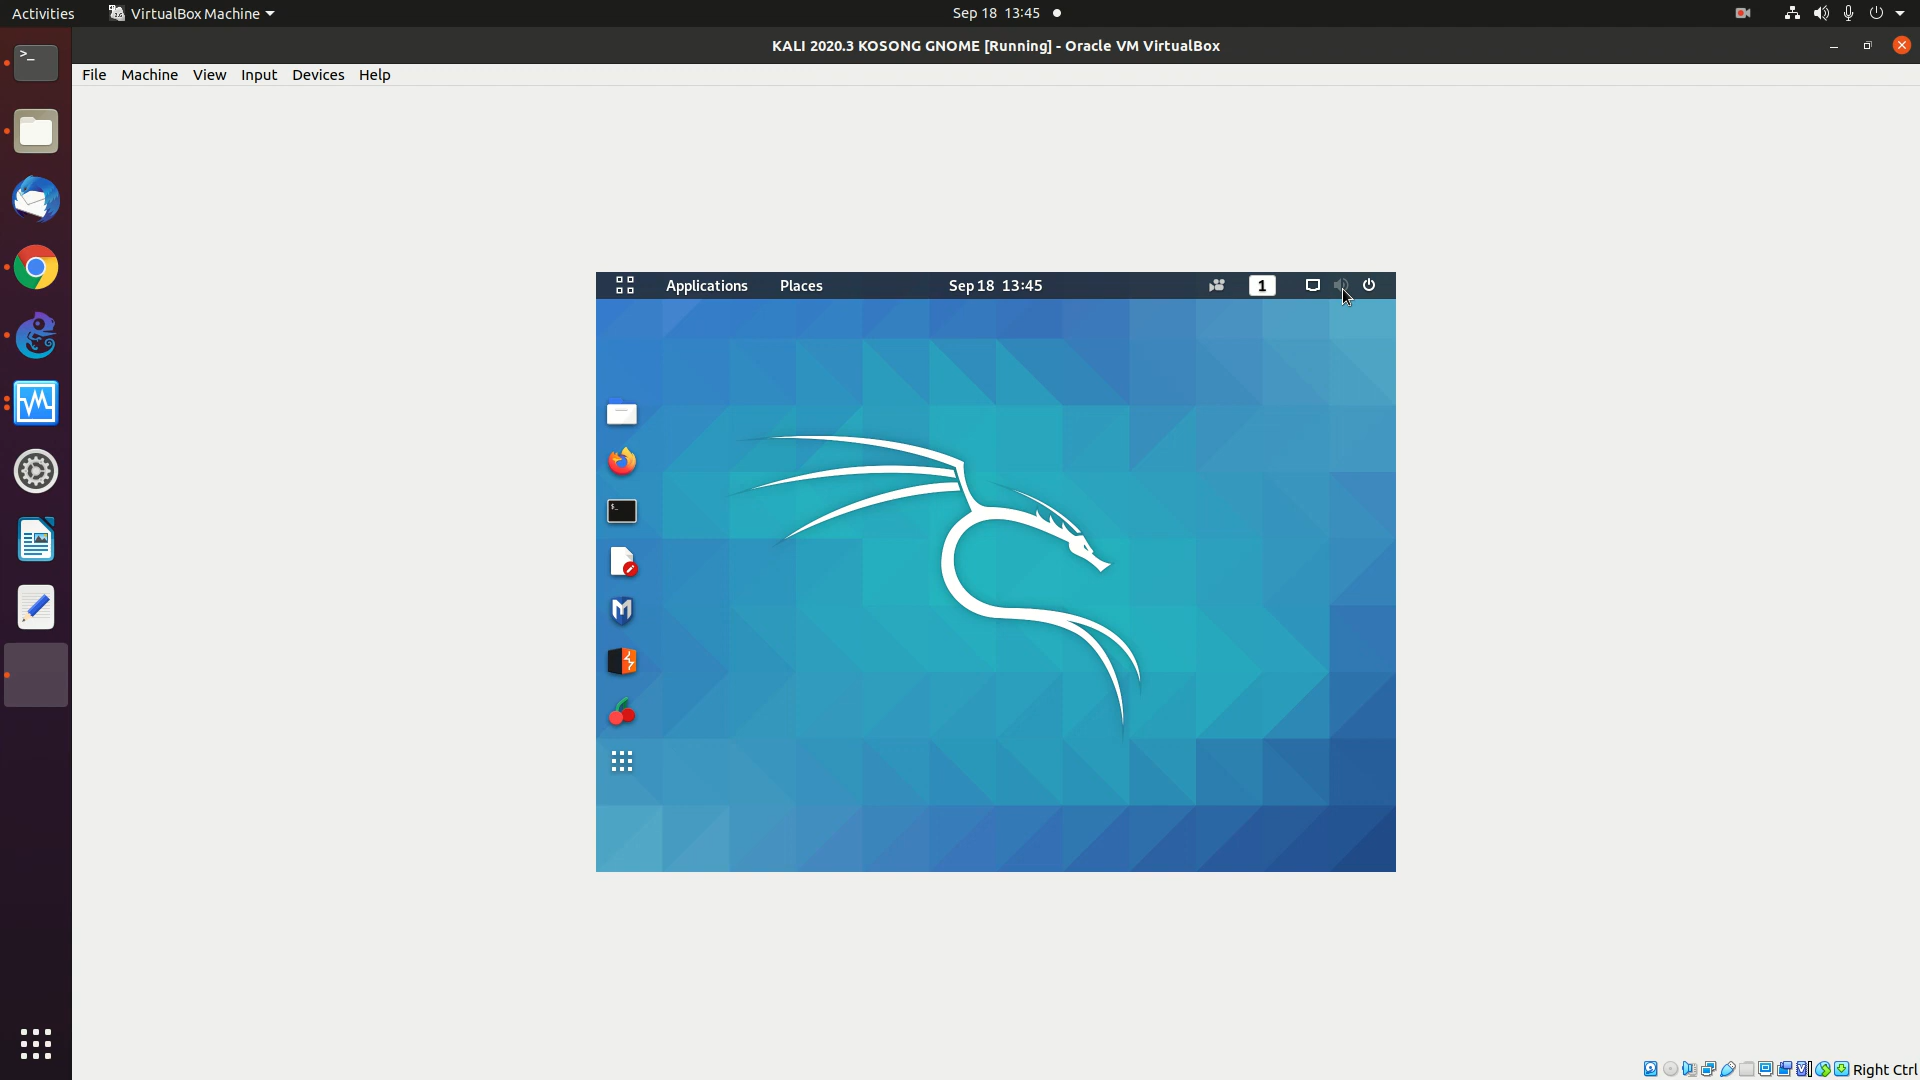 Activities
VirtualBox Machine
Sep 18 13:45
KALI 2020.3 KOSONG GNOME [Running] - Oracle VM VirtualBox
File Machine View Input Devices Help
Applications Places
Sep 18 13:45
1
Right Ctrl